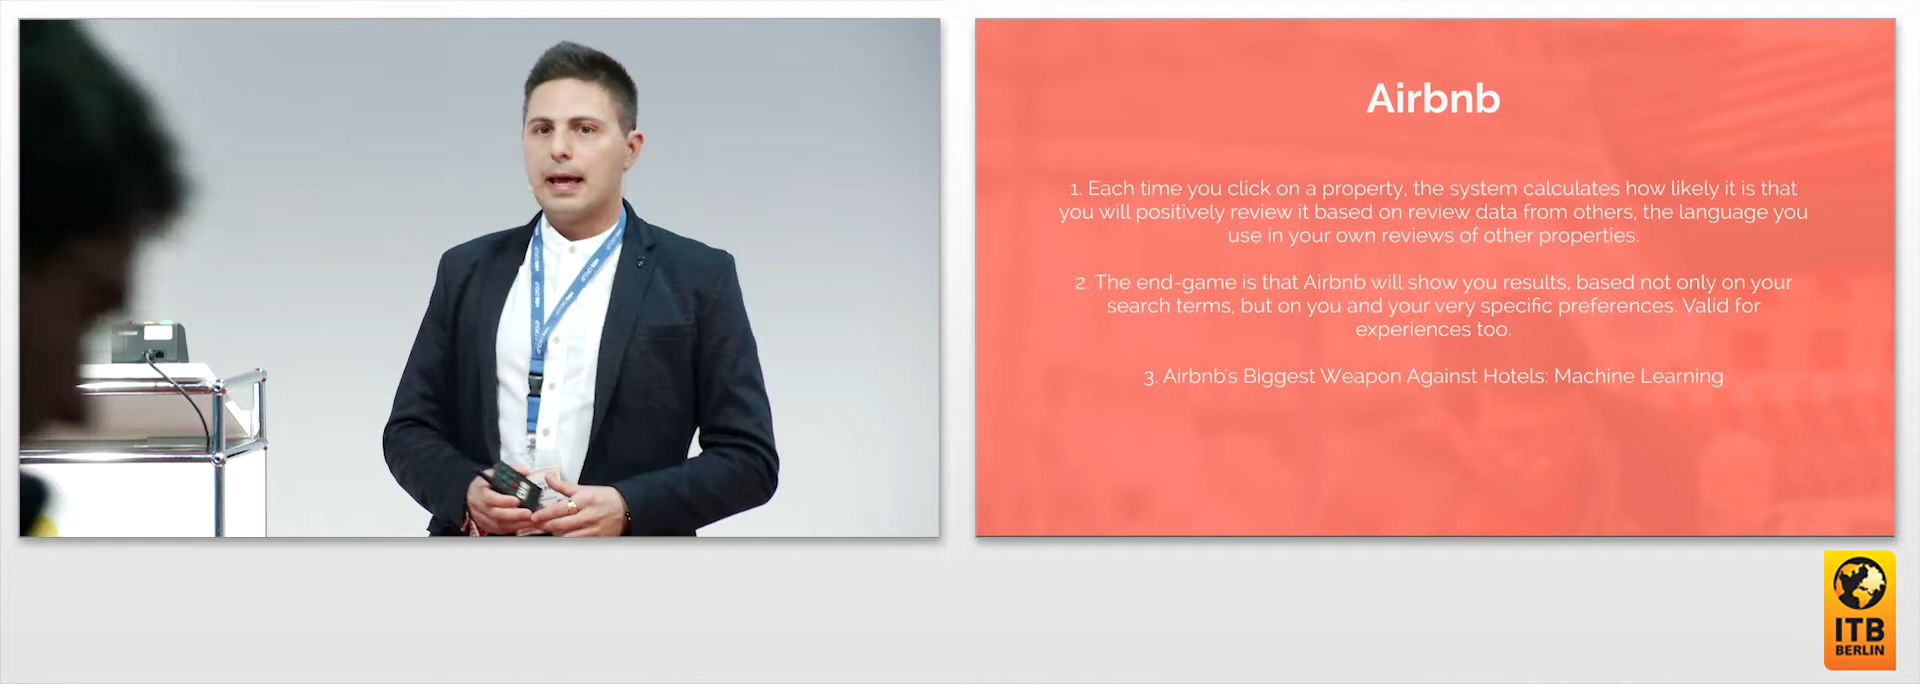 Airbnb
1. Each time you click on a property, the system calculates how likely it is that
you will positively review it based on review data from others, the language you
use in your own reviews of other properties.
2. The end-game is that Airbnb will show you results, based not only on your
search terms, but on you and your very specific preferences. Valid for
experiences too.
3. Airbnb's Biggest Weapon Against Hotels: Machine Learning
ITB
BERLIN